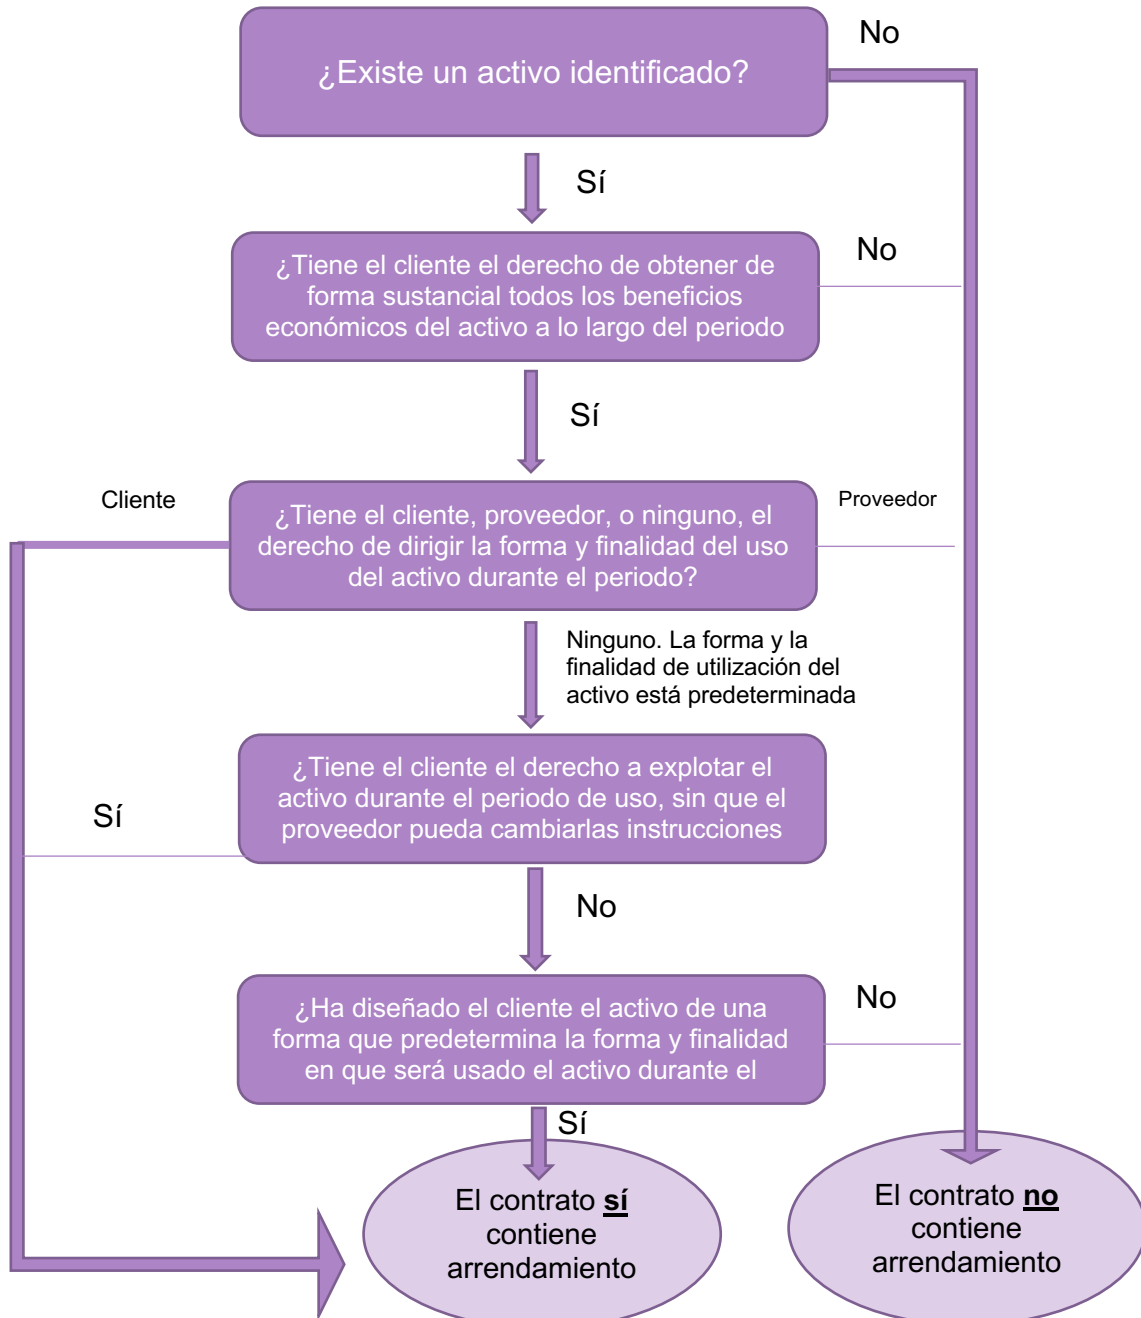 No
¿Existe un activo identificado?
Sí
¿Tiene el cliente el derecho de obtener de
forma sustancial todos los beneficios
económicos del activo a lo largo del periodo
No
Sí
Cliente
¿Tiene el cliente, proveedor, o ninguno, el
derecho de dirigir la forma y finalidad del uso
del activo durante el periodo?
Proveedor
Ninguno. La forma y la
finalidad de utilización del
activo está predeterminada
¿Tiene el cliente el derecho a explotar el
activo durante el periodo de uso, sin que el
proveedor pueda cambiarlas instrucciones
Sí
No
¿Ha diseñado el cliente el activo de una
forma que predetermina la forma y finalidad
en que será usado el activo durante el
No
Sí
El contrato sí
contiene
arrendamiento
El contrato no
contiene
arrendamiento